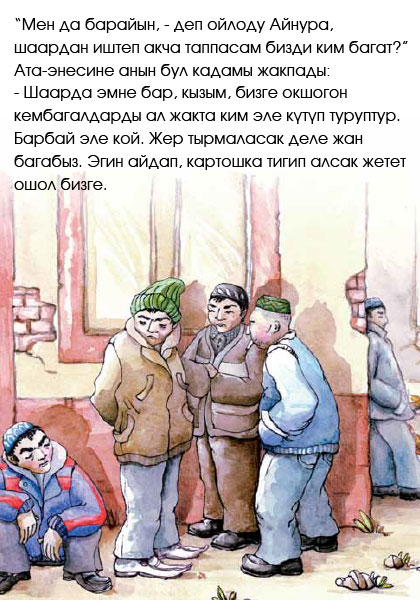 “Мен да барайын, - деп ойлоду Айнура,
шаардан иштеп акча таппасам бизди ким багат?”
Ата-энесине анын бул кадамы жакпады:
- Шаарда эмне бар, кызым, бизге окшогон
кембагалдарды ал жакта ким эле күтүп туруптур.
Барбай эле кой. Жер тырмаласак деле жан
багабыз. Эгин айдап, картошка тигип алсак жетет
ошол бизге.